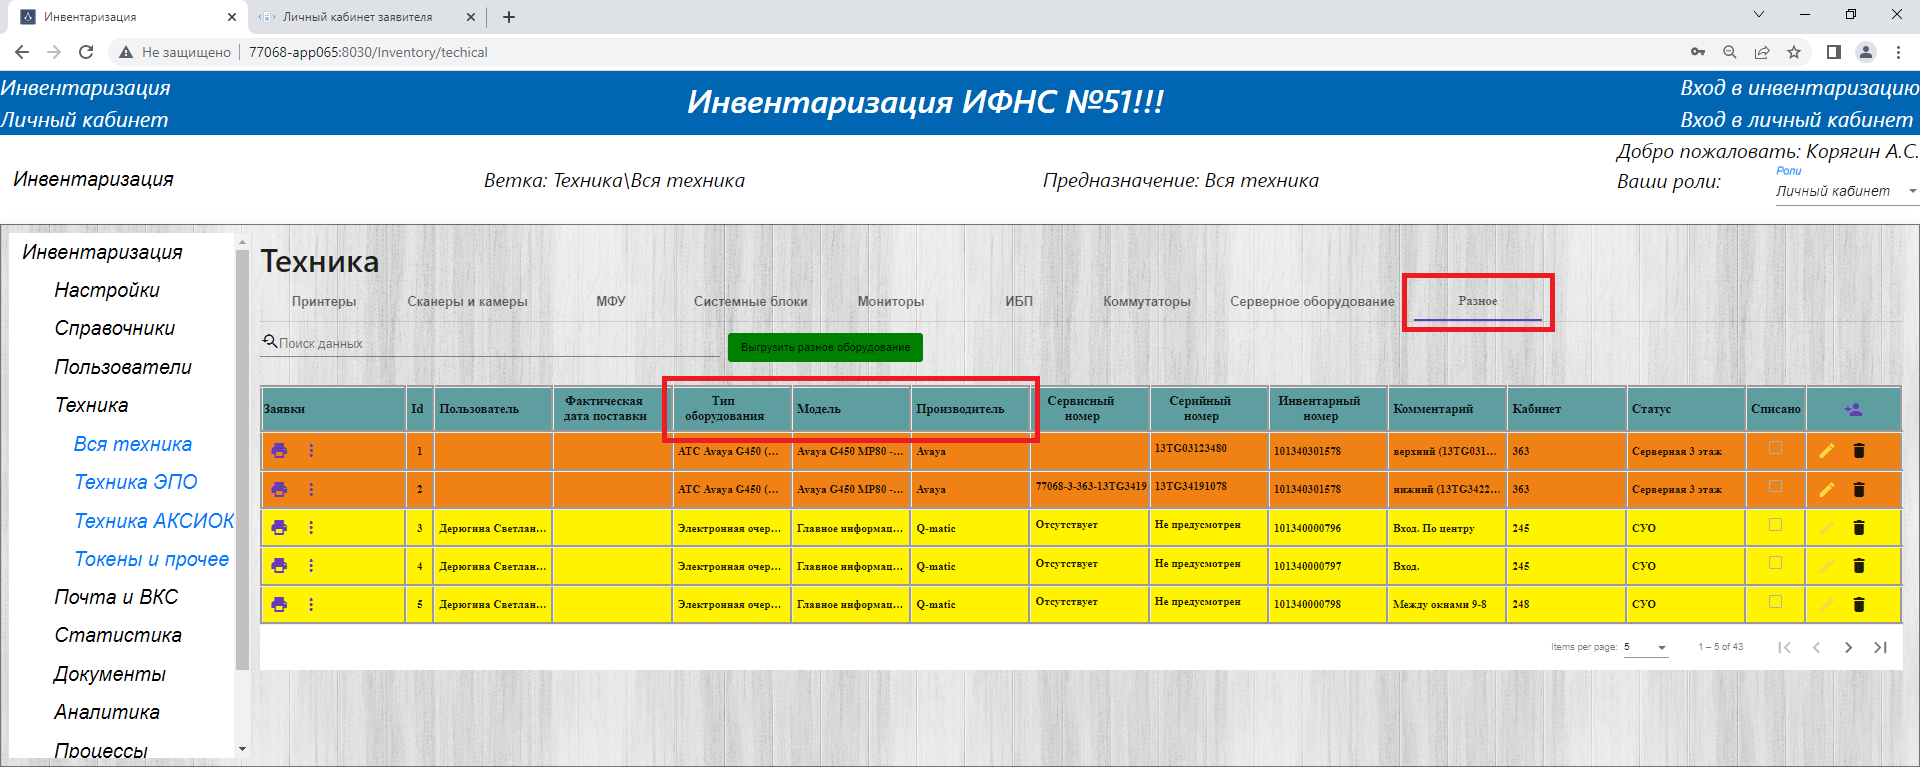 Инвентаризация
Личный кабинет заявителя
Не защищено
77068-app065:8030/Inventory/techical
Инвентаризация
Личный кабинет
Инвентаризация ИФНС №51!!!
Вход в инвентаризацию
Вход в личный кабинет
Добро пожаловать: Корягин А.С.
Инвентаризация
Ветка: Техника\Вся техника
Предназначение: Вся техника
Ваши роли:
Роли
Личный кабинет
Инвентаризация
Настройки
Справочники
Пользователи
Техника
Вся техника
Техника ЭПО
Техника АКСИОК
Токены и прочее
Почта и ВКС
Статистика
Документы
Аналитика
Процессы
Техника
Принтеры Сканеры и камеры МФУ Системные блоки Мониторы ИБП Коммутаторы Серверное оборудование Разное
Поиск данных
Выгрузить разное оборудование
Заявки Id Пользователь Фактическая дата поставки Тип оборудования Модель Производитель Сервисный номер Серийный номер Инвентарный номер Комментарий Кабинет Статус Списано
1 АТС Avaya G450 (... Avaya G450 MP80 -... Avaya 13TG03123480 101340301578 верхний (13TG031... 363 Серверная 3 этаж
2 АТС Avaya G450 (... Avaya G450 MP80 -... Avaya 77068-3-363-13TG3419 13TG34191078 101340301578 нижний (13TG3422... 363 Серверная 3 этаж
3 Дерюгина Светлан... Электронная очер... Главное информац... Q-matic Отсутствует Не предусмотрен 101340000796 Вход. По центру 245 СУО
4 Дерюгина Светлан... Электронная очер... Главное информац... Q-matic Отсутствует Не предусмотрен 101340000797 Вход. 245 СУО
5 Дерюгина Светлан... Электронная очер... Главное информац... Q-matic Отсутствует Не предусмотрен 101340000798 Между окнами 9-8 248 СУО
Items per page: 5 1 – 5 of 43